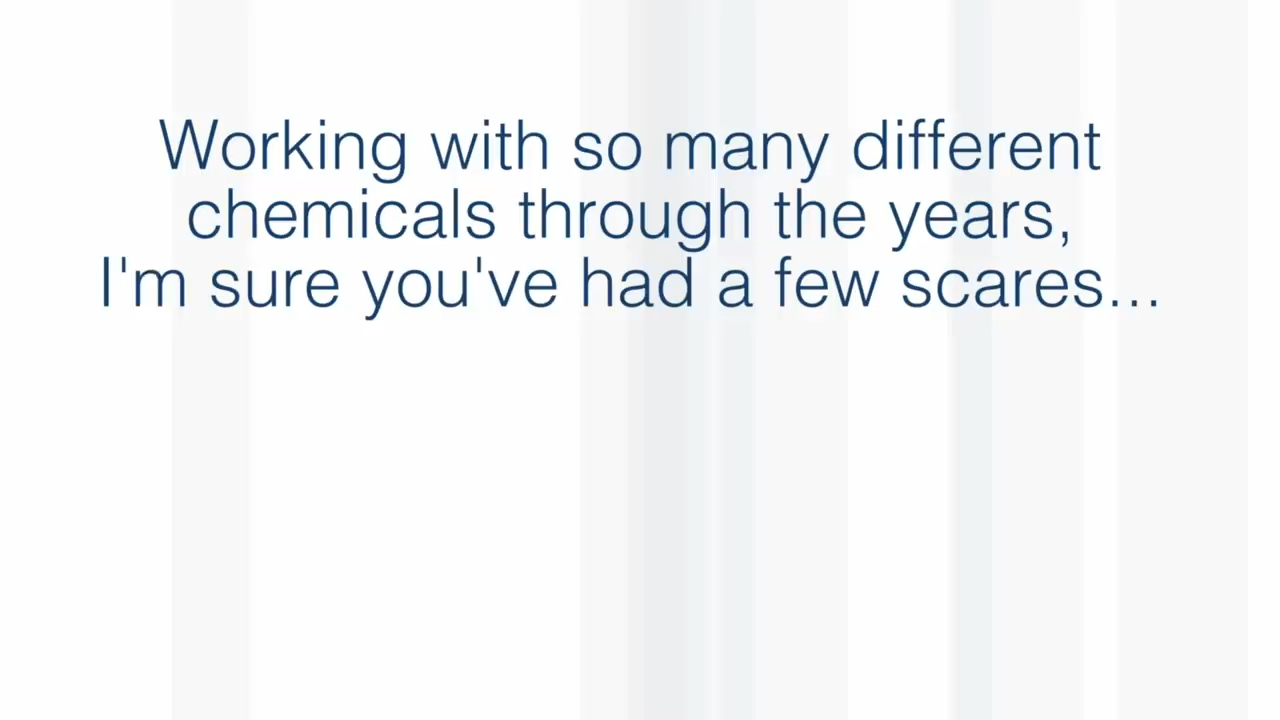 Working with so many different
chemicals through the years,
I'm sure you've had a few scares...